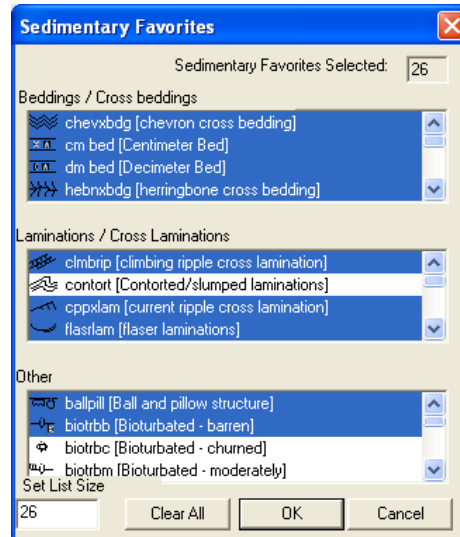 Sedimentary Favorites
Sedimentary Favorites Selected: 26
Beddings / Cross beddings
chevxbdg [chevron cross bedding]
cm bed [Centimeter Bed]
dm bed [Decimeter Bed]
hebnxbdg [herringbone cross bedding]
Laminations / Cross Laminations
clmbrip [climbing ripple cross lamination]
contort [Contorted/slumped laminations]
cppxlam [current ripple cross lamination]
flasrlam [flaser laminations]
Other
ballpill [Ball and pillow structure]
biotrbb [Bioturbated - barren]
biotrbc [Bioturbated - churned]
biotrbm [Bioturbated - moderately]
Set List Size
26 Clear All OK Cancel